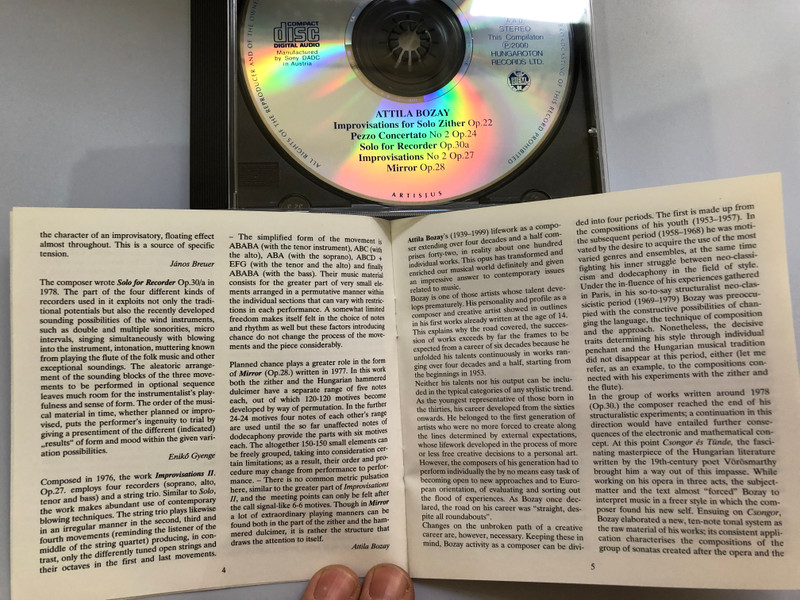 COMPACT
disc
DIGITAL AUDIO
Manufactured
by Sony DADC
in Austria
STEREO
This Compilation
℗ 2000
HUNGAROTON
RECORDS LTD.
ALL RIGHTS OF THE PRODUCER AND OF THE
OF THIS RECORD PROHIBITED
ATTILA BOZAY
Improvisations for Solo Zither Op.22
Pezzo Concertato No 2 Op.24
Solo for Recorder Op.30a
Improvisations No 2 Op.27
Mirror Op.28
ARTISJUS
the character of an improvisatory, floating effect
almost throughout. This is a source of specific
tension.
János Breuer
The composer wrote Solo for Recorder Op.30/a in
1978. The part of the four different kinds of
recorders used in it exploits not only the tradi-
tional potentials but also the recently developed
sounding possibilities of the wind instruments,
such as double and multiple sonorities, micro
intervals, singing simultaneously with blowing
into the instrument, intonation, muttering known
from playing the flute of the folk music and other
exceptional soundings. The aleatoric arrange-
ment of the sounding blocks of the three move-
ments to be performed in optional sequence
leaves much room for the instrumentalist's play-
fulness and sense of form. The order of the musi-
cal material in time, whether planned or impro-
vised, puts the performer's ingenuity to trial by
giving a presentiment of the different (indicated)
„results" of form and mood within the given vari-
ation possibilities.
Enikő Gyenge
Composed in 1976, the work Improvisations II.
Op.27. employs four recorders (soprano, alto,
tenor and bass) and a string trio. Similar to Solo,
the work makes abundant use of contemporary
blowing techniques. The string trio plays likewise
in an irregular manner in the second, third and
fourth movements (reminding the listener of the
middle of the string quartet) producing, in con-
trast, only the differently tuned open strings and
their octaves in the first and last movements.
– The simplified form of the movement is
ABABA (with the tenor instrument), ABC (with
the alto), ABA (with the soprano), ABCD +
EFG (with the tenor and the alto) and finally
ABABA (with the bass). Their music material
consists for the greater part of very small ele-
ments arranged in a permutative manner within
the individual sections that can vary with restric-
tions in each performance. A somewhat limited
freedom makes itself felt in the choice of notes
and rhythm as well but these factors introducing
chance do not change the process of the move-
ments and the piece considerably.
Planned chance plays a greater role in the form
of Mirror (Op.28.) written in 1977. In this work
both the zither and the Hungarian hammered
dulcimer have a separate range of five notes
each, out of which 120-120 motives become
developed by way of permutation. In the further
24-24 motives four notes of each other's range
are used until the so far unaffected notes of
dodecaphony provide the parts with six motives
each. The altogether 150-150 small elements can
be freely grouped, taking into consideration cer-
tain limitations; as a result, their order and pro-
cedure may change from performance to perfor-
mance. – There is no common metric pulsation
here, similar to the greater part of Improvisations
II, and the meeting points can only be felt after
the call signal-like 6-6 motives. Though in Mirror
a lot of extraordinary playing manners can be
found both in the part of the zither and the ham-
mered dulcimer, it is rather the structure that
draws the attention to itself.
Attila Bozay
4
Attila Bozay's (1939–1999) lifework as a compo-
ser extending over four decades and a half com-
prises forty-two, in reality about one hundred
individual works. This opus has transformed and
enriched our musical world definitely and given
an impressive answer to contemporary issues
related to music.
Bozay is one of those artists whose talent deve-
lops prematurely. His personality and profile as a
composer and creative artist showed in outlines
in his first works already written at the age of 14.
This explains why the road covered, the succes-
sion of works exceeds by far the frames to be
expected from a career of six decades because he
unfolded his talents continuously in works ran-
ging over four decades and a half, starting from
the beginnings in 1953.
Neither his talents nor his output can be inclu-
ded in the typical categories of any stylistic trend.
As the youngest representative of those born in
the thirties, his career developed from the sixties
onwards. He belonged to the first generation of
artists who were no more forced to create along
the lines determined by external expectations,
whose lifework developed in the process of more
or less free creative decisions to a personal art.
However, the composers of his generation had to
perform individually the by no means easy task of
becoming open to new approaches and to Euro-
pean orientation, of evaluating and sorting out
the flood of experiences. As Bozay once dec-
lared, the road on his career was "straight, des-
pite all roundabouts".
Changes on the unbroken path of a creative
career are, however, necessary. Keeping these in
mind, Bozay activity as a composer can be divi-
ded into four periods. The first is made up from
the compositions of his youth (1953–1957). In
the subsequent period (1958–1968) he was moti-
vated by the desire to acquire the use of the most
varied genres and ensembles, at the same time
fighting his inner struggle between neo-classi-
cism and dodecaphony in the field of style.
Under the in-fluence of his experiences gathered
in Paris, in his so-to-say structuralist neo-clas-
sicistic period (1969–1979) Bozay was preoccu-
pied with the constructive possibilities of chan-
ging the language, the technique of composition
and the approach. Nonetheless, the decisive
traits determining his style through individual
penchant and the Hungarian musical tradition
did not disappear at this period, either (let me
refer, as an example, to the compositions con-
nected with his experiments with the zither and
the flute).
In the group of works written around 1978
(Op.30.) the composer reached the end of his
structuralistic experiments; a continuation in this
direction would have entailed further conse-
quences of the electronic and mathematical con-
cept. At this point Csongor és Tünde, the fasci-
nating masterpiece of the Hungarian literature
written by the 19th-century poet Vörösmarthy
brought him a way out of this impasse. While
working on his opera in three acts, the subject-
matter and the text almost "forced" Bozay to
interpret music in a freer style in which the com-
poser found his new self. Ensuing on Csongor,
Bozay elaborated a new, ten-note tonal system as
the raw material of his works; its consistent appli-
cation characterises the compositions of the
group of sonatas created after the opera and the
5